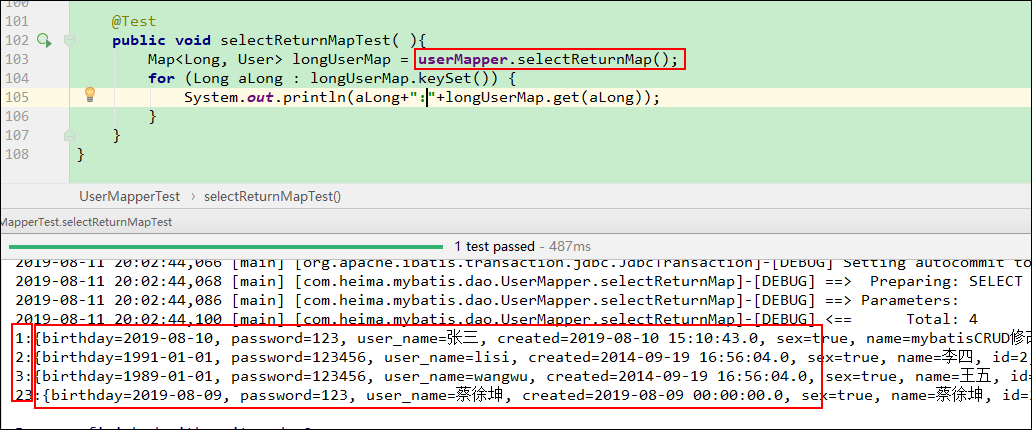 100
101 @Test
102 public void selectReturnMapTest( ){
103 Map<Long, User> longUserMap = userMapper.selectReturnMap();
104 for (Long aLong : longUserMap.keySet()) {
105 System.out.println(aLong+":"+longUserMap.get(aLong));
106 }
107 }
108 }
UserMapperTest › selectReturnMapTest()
MapperTest.selectReturnMapTest
1 test passed - 487ms
2019-08-11 20:02:44,066 [main] [org.apache.ibatis.transaction.jdbc.JdbcTransaction]-[DEBUG] Setting autocommit to
2019-08-11 20:02:44,068 [main] [com.heima.mybatis.dao.UserMapper.selectReturnMap]-[DEBUG] ==> Preparing: SELECT
2019-08-11 20:02:44,086 [main] [com.heima.mybatis.dao.UserMapper.selectReturnMap]-[DEBUG] ==> Parameters:
2019-08-11 20:02:44,100 [main] [com.heima.mybatis.dao.UserMapper.selectReturnMap]-[DEBUG] <== Total: 4
1:{birthday=2019-08-10, password=123, user_name=张三, created=2019-08-10 15:10:43.0, sex=true, name=mybatisCRUD修改
2:{birthday=1991-01-01, password=123456, user_name=lisi, created=2014-09-19 16:56:04.0, sex=true, name=李四, id=2
3:{birthday=1989-01-01, password=123456, user_name=wangwu, created=2014-09-19 16:56:04.0, sex=true, name=王五, id=
23:{birthday=2019-08-09, password=123, user_name=蔡徐坤, created=2019-08-09 00:00:00.0, sex=true, name=蔡徐坤, id=